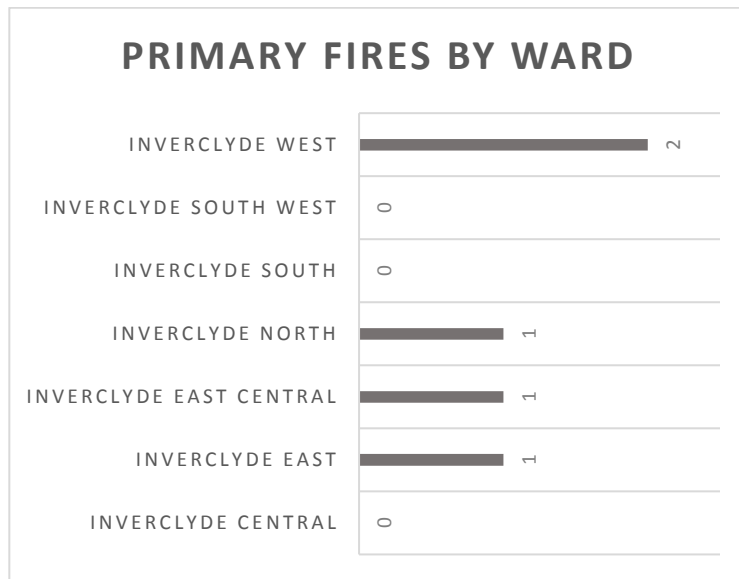 PRIMARY FIRES BY WARD
INVERCLYDE WEST 2
INVERCLYDE SOUTH WEST 0
INVERCLYDE SOUTH 0
INVERCLYDE NORTH 1
INVERCLYDE EAST CENTRAL 1
INVERCLYDE EAST 1
INVERCLYDE CENTRAL 0